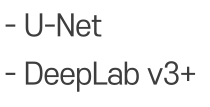 - U-Net
- DeepLab v3+